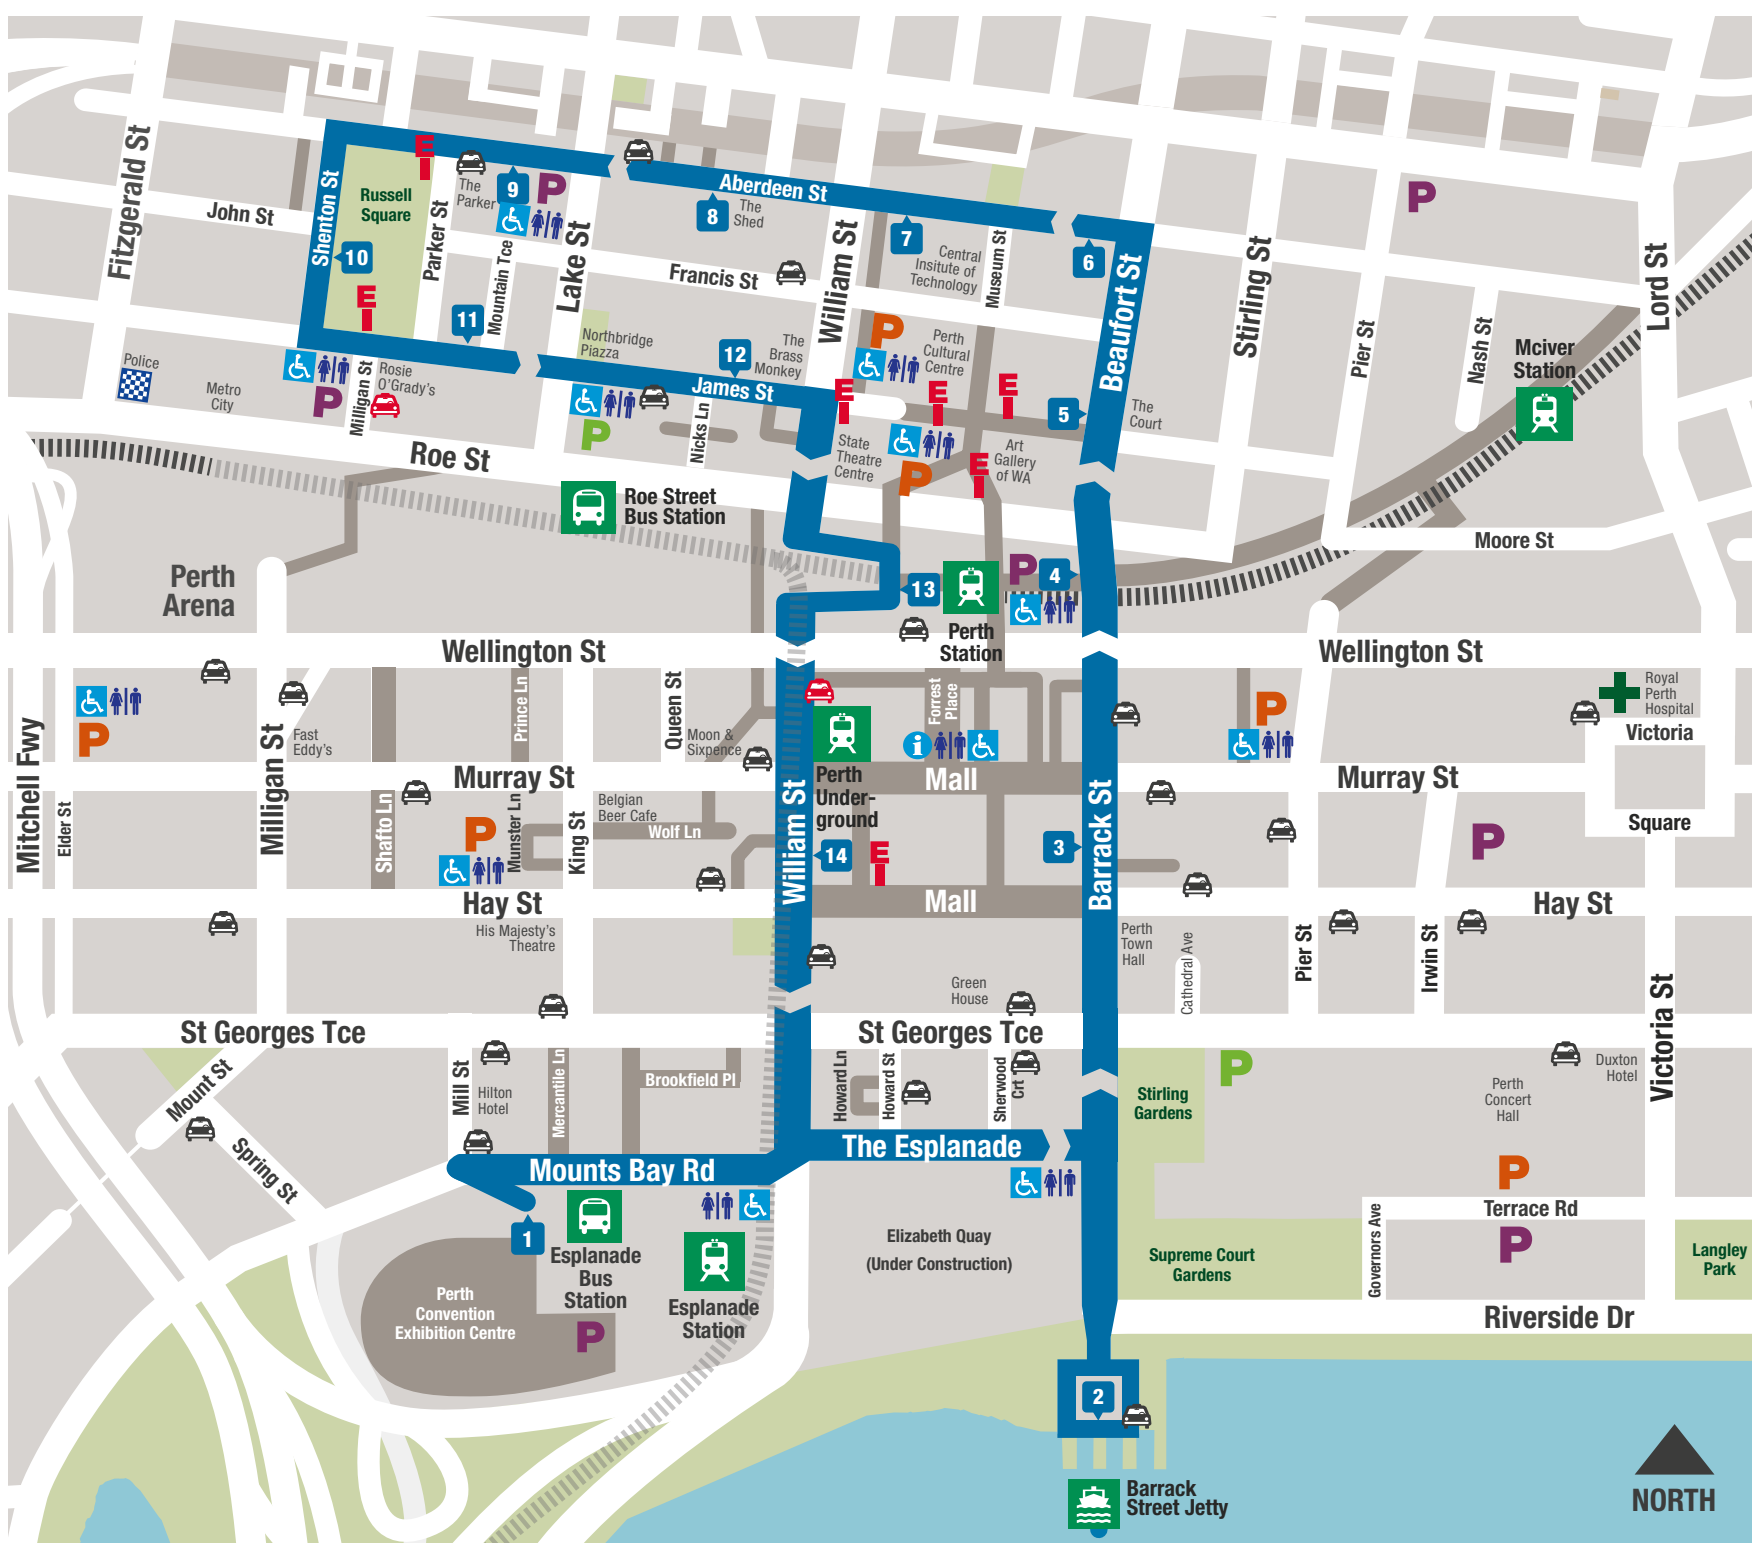 Fitzgerald St
John St
Shenton St
Russell
Square
E
10
E
Parker St
The
Parker
9
P
Mountain Tce
11
Lake St
Aberdeen St
8
The
Shed
Francis St
William St
7
Central
Insitute of
Technology
Museum St
6
Beaufort St
Stirling St
P
Pier St
Nash St
Lord St
Mciver
Station
Police
Metro
City
P
Milligan St
Rosie
O'Grady's
Northbridge
Piazza
12
The
Brass
Monkey
James St
P
Nicks Ln
P
Perth
Cultural
Centre
E
E
E
5
The
Court
State
Theatre
Centre
P
E
Art
Gallery
of WA
Roe St
Roe Street
Bus Station
Moore St
Perth
Arena
13
P
4
Perth
Station
Wellington St
Wellington St
Mitchell Fwy
P
Milligan St
Fast
Eddy's
Prince Ln
Queen St
Moon &
Sixpence
Forrest
Place
i
P
Royal
Perth
Hospital
Victoria
Square
Perth
Under-
ground
Murray St
Mall
Murray St
Elder St
Shafto Ln
P
Munster Ln
King St
Belgian
Beer Cafe
Wolf Ln
William St
14
E
3
Barrack St
P
Hay St
Mall
Hay St
His Majesty's
Theatre
Green
House
Perth
Town
Hall
Cathedral Ave
Pier St
Irwin St
Victoria St
St Georges Tce
St Georges Tce
Mount St
Spring St
Mill St
Hilton
Hotel
Mercantile Ln
Brookfield Pl
Howard Ln
Howard St
Sherwood
Crt
Stirling
Gardens
P
Perth
Concert
Hall
Duxton
Hotel
Mounts Bay Rd
The Esplanade
1
Esplanade
Bus
Station
Esplanade
Station
Perth
Convention
Exhibition Centre
P
Elizabeth Quay
(Under Construction)
Supreme Court
Gardens
P
Terrace Rd
P
Governors Ave
Langley
Park
Riverside Dr
2
Barrack
Street Jetty
NORTH